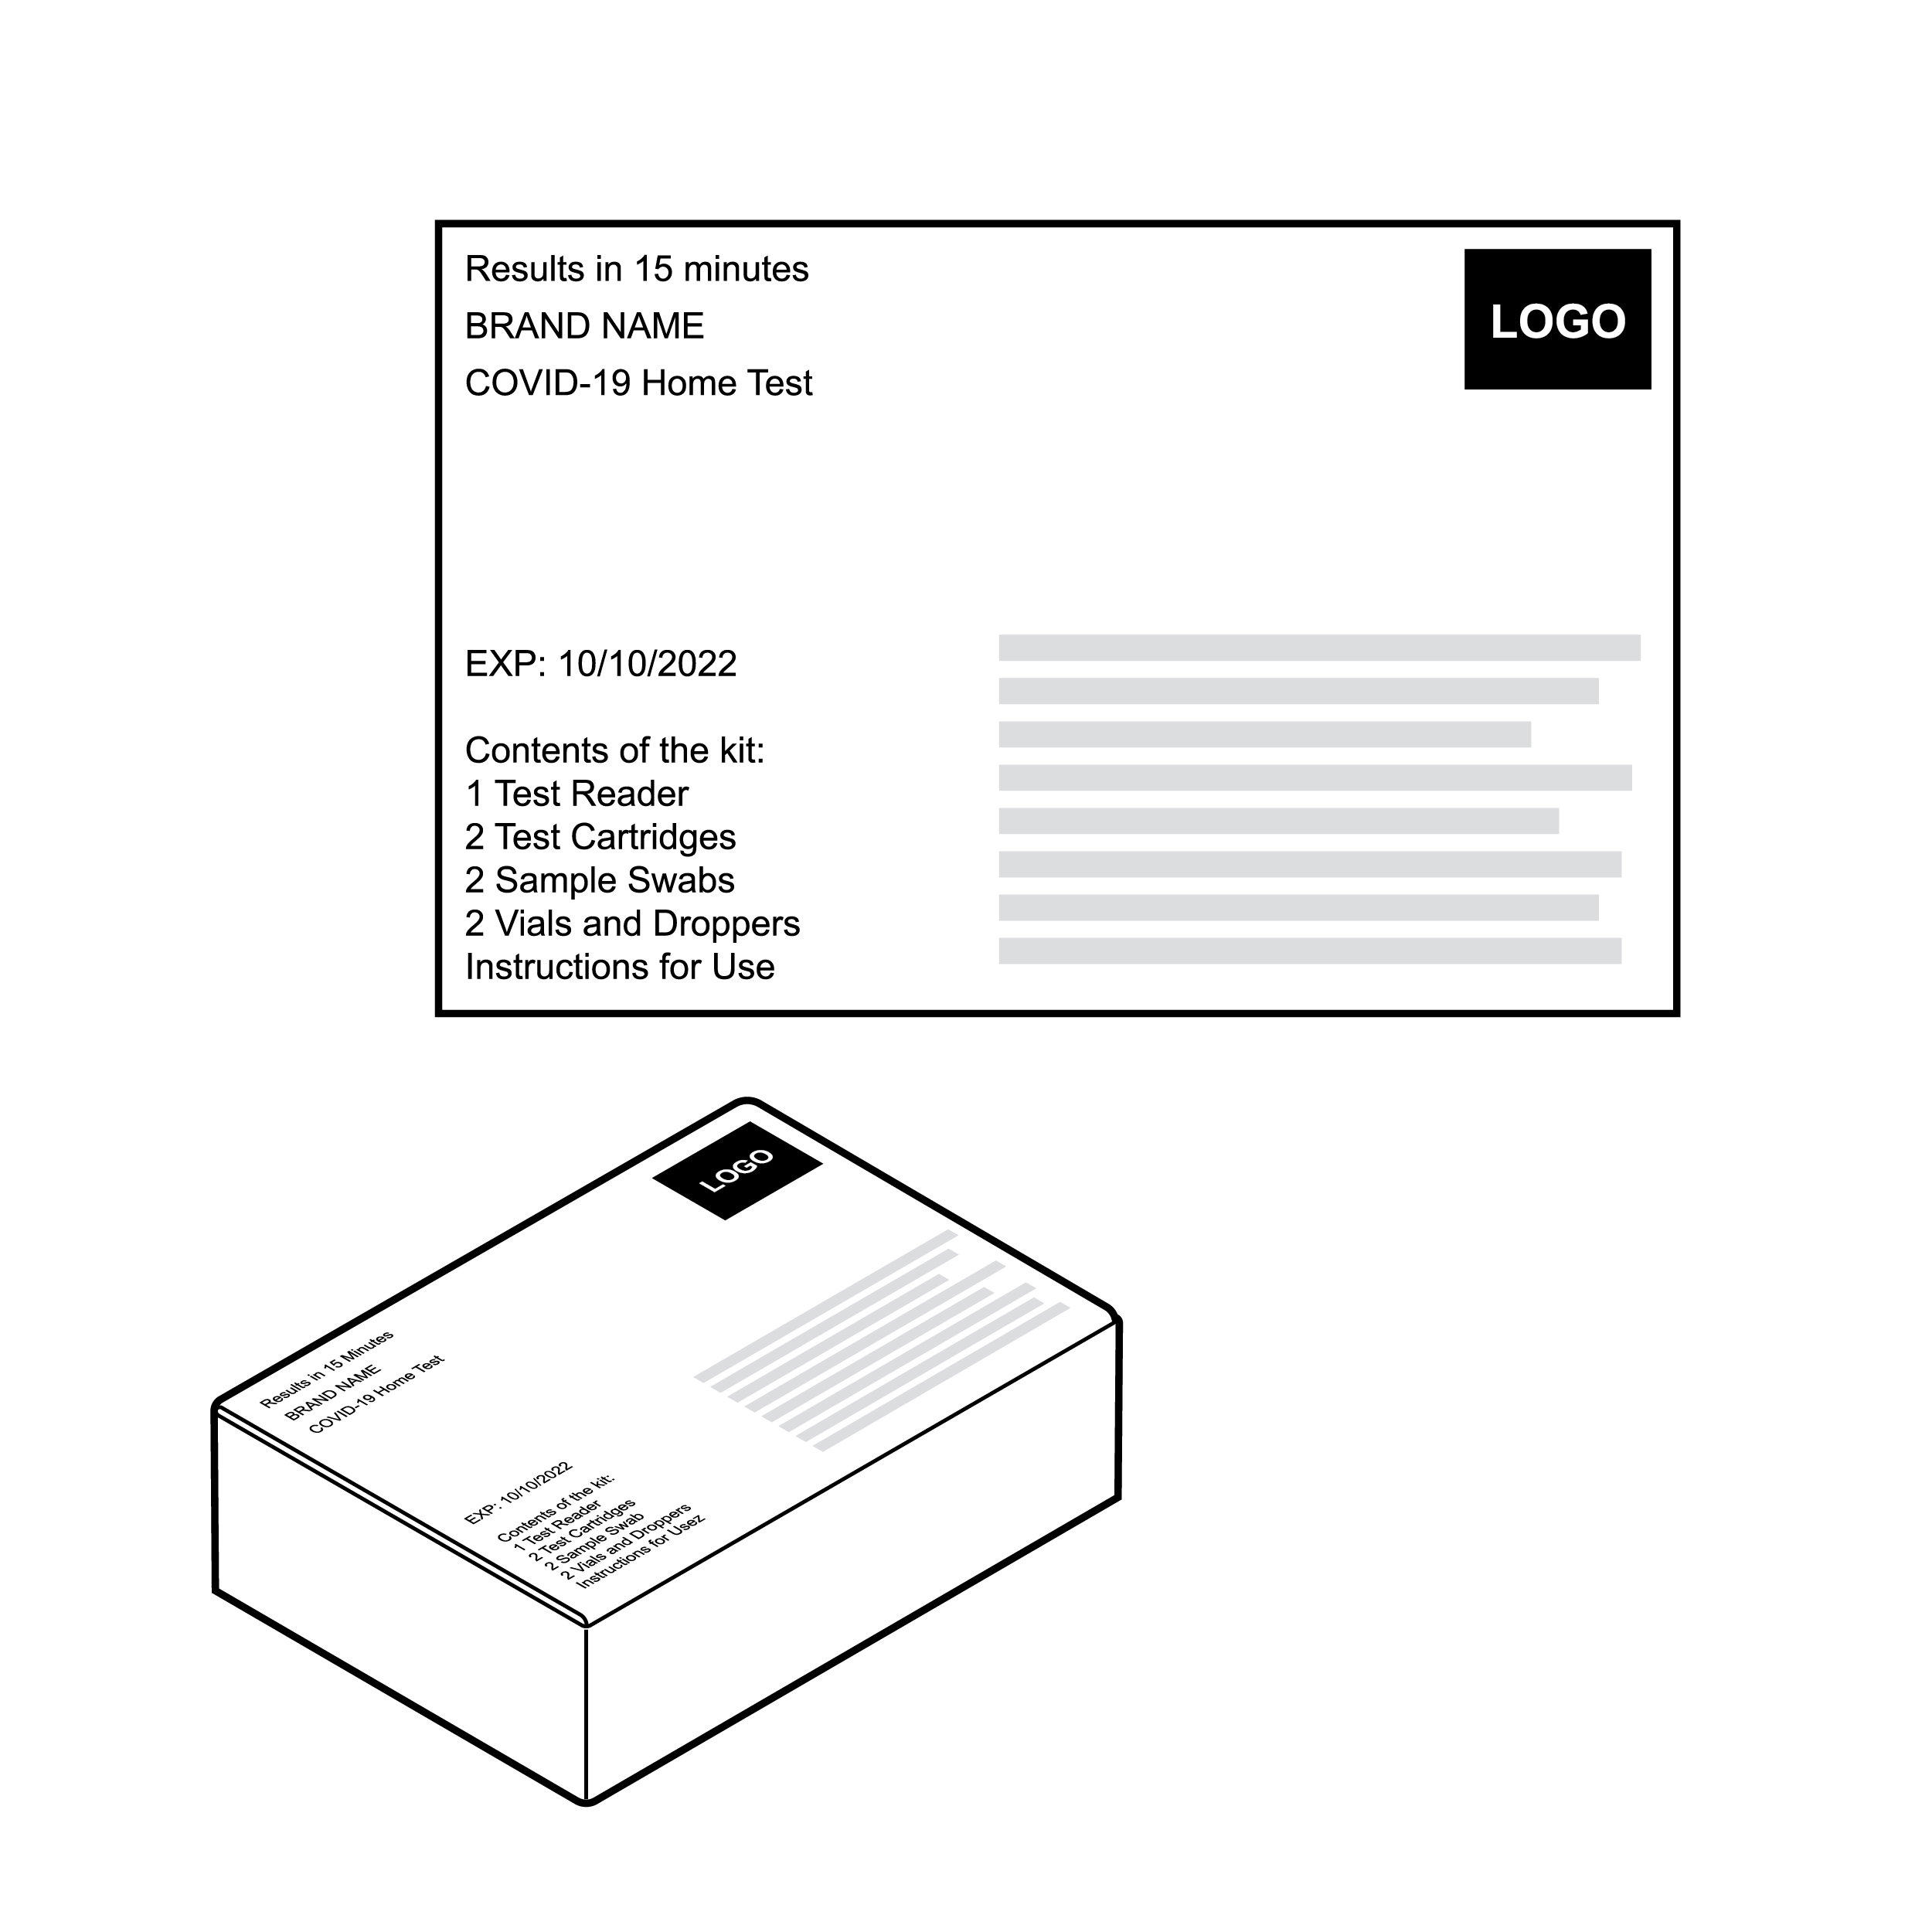 Results in 15 minutes
BRAND NAME
COVID-19 Home Test
LOGO
EXP: 10/10/2022
Contents of the kit:
1 Test Reader
2 Test Cartridges
2 Sample Swabs
2 Vials and Droppers
Instructions for Use
LOGO
Results in 15 Minutes
BRAND NAME
COVID-19 Home Test
EXP: 10/10/2022
Contents of the kit:
1 Test Reader
2 Test Cartridges
2 Sample Swab
2 Vials and Droppers
Instructions for Usez